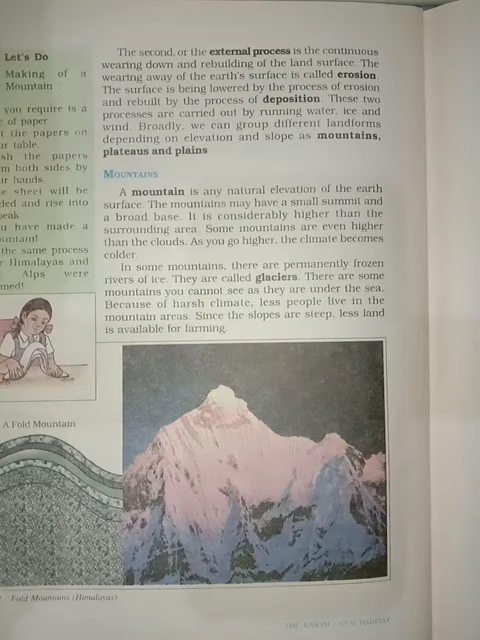 Let's Do
Making of a
Mountain :
you require is a
of paper
the papers on
table.
the papers
both sides by
hands.
sheet will be
and rise into
have made a
the same process
Himalayas and
Alps were
The second, or the external process is the continuous
wearing down and rebuilding of the land surface. The
wearing away of the earth's surface is called erosion.
The surface is being lowered by the process of erosion
and rebuilt by the process of deposition. These two
processes are carried out by running water, ice and
wind. Broadly, we can group different landforms
depending on elevation and slope as mountains,
plateaus and plains
MOUNTAINS
A mountain is any natural elevation of the earth
surface. The mountains may have a small summit and
a broad base. It is considerably higher than the
surrounding area. Some mountains are even higher
than the clouds. As you go higher, the climate becomes
colder.
In some mountains, there are permanently frozen
rivers of ice. They are called glaciers. There are some
mountains you cannot see as they are under the sea.
Because of harsh climate, less people live in the
mountain areas. Since the slopes are steep, less land
is available for farming.
A Fold Mountain
Fold Mountains (Himalayas)
THE EARTH : OUR HABITAT